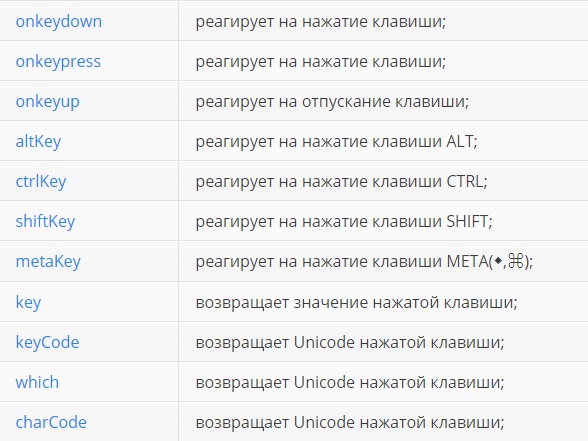 onkeydown реагирует на нажатие клавиши;
onkeypress реагирует на нажатие клавиши;
onkeyup реагирует на отпускание клавиши;
altKey реагирует на нажатие клавиши ALT;
ctrlKey реагирует на нажатие клавиши CTRL;
shiftKey реагирует на нажатие клавиши SHIFT;
metaKey реагирует на нажатие клавиши META(◆,⌘);
key возвращает значение нажатой клавиши;
keyCode возвращает Unicode нажатой клавиши;
which возвращает Unicode нажатой клавиши;
charCode возвращает Unicode нажатой клавиши;